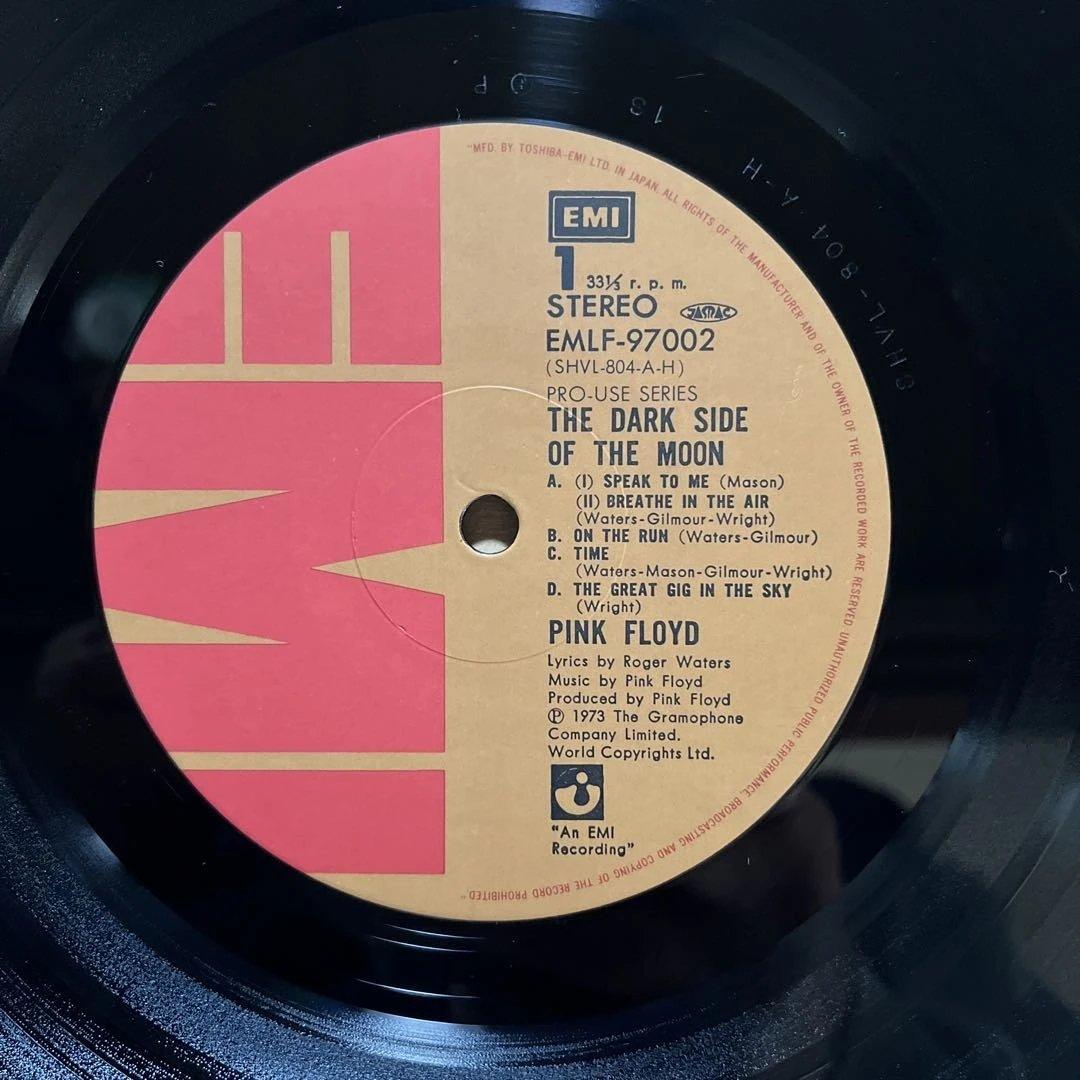 EMI
1 33⅓ r. p. m.
STEREO JASRAC
EMLF-97002
(SHVL-804-A-H)
PRO-USE SERIES
THE DARK SIDE
OF THE MOON
A. (I) SPEAK TO ME (Mason)
(II) BREATHE IN THE AIR
(Waters-Gilmour-Wright)
B. ON THE RUN (Waters-Gilmour)
C. TIME
(Waters-Mason-Gilmour-Wright)
D. THE GREAT GIG IN THE SKY
(Wright)
PINK FLOYD
Lyrics by Roger Waters
Music by Pink Floyd
Produced by Pink Floyd
Ⓟ 1973 The Gramophone
Company Limited.
World Copyrights Ltd.
"An EMI
Recording"
"MFD. BY TOSHIBA-EMI LTD. IN JAPAN. ALL RIGHTS OF THE MANUFACTURER AND OF THE OWNER OF THE RECORDED WORK ARE RESERVED. UNAUTHORIZED PUBLIC PERFORMANCE, BROADCASTING AND COPYING OF THE RECORD PROHIBITED"
EMI
SHVL-804 A-H
13